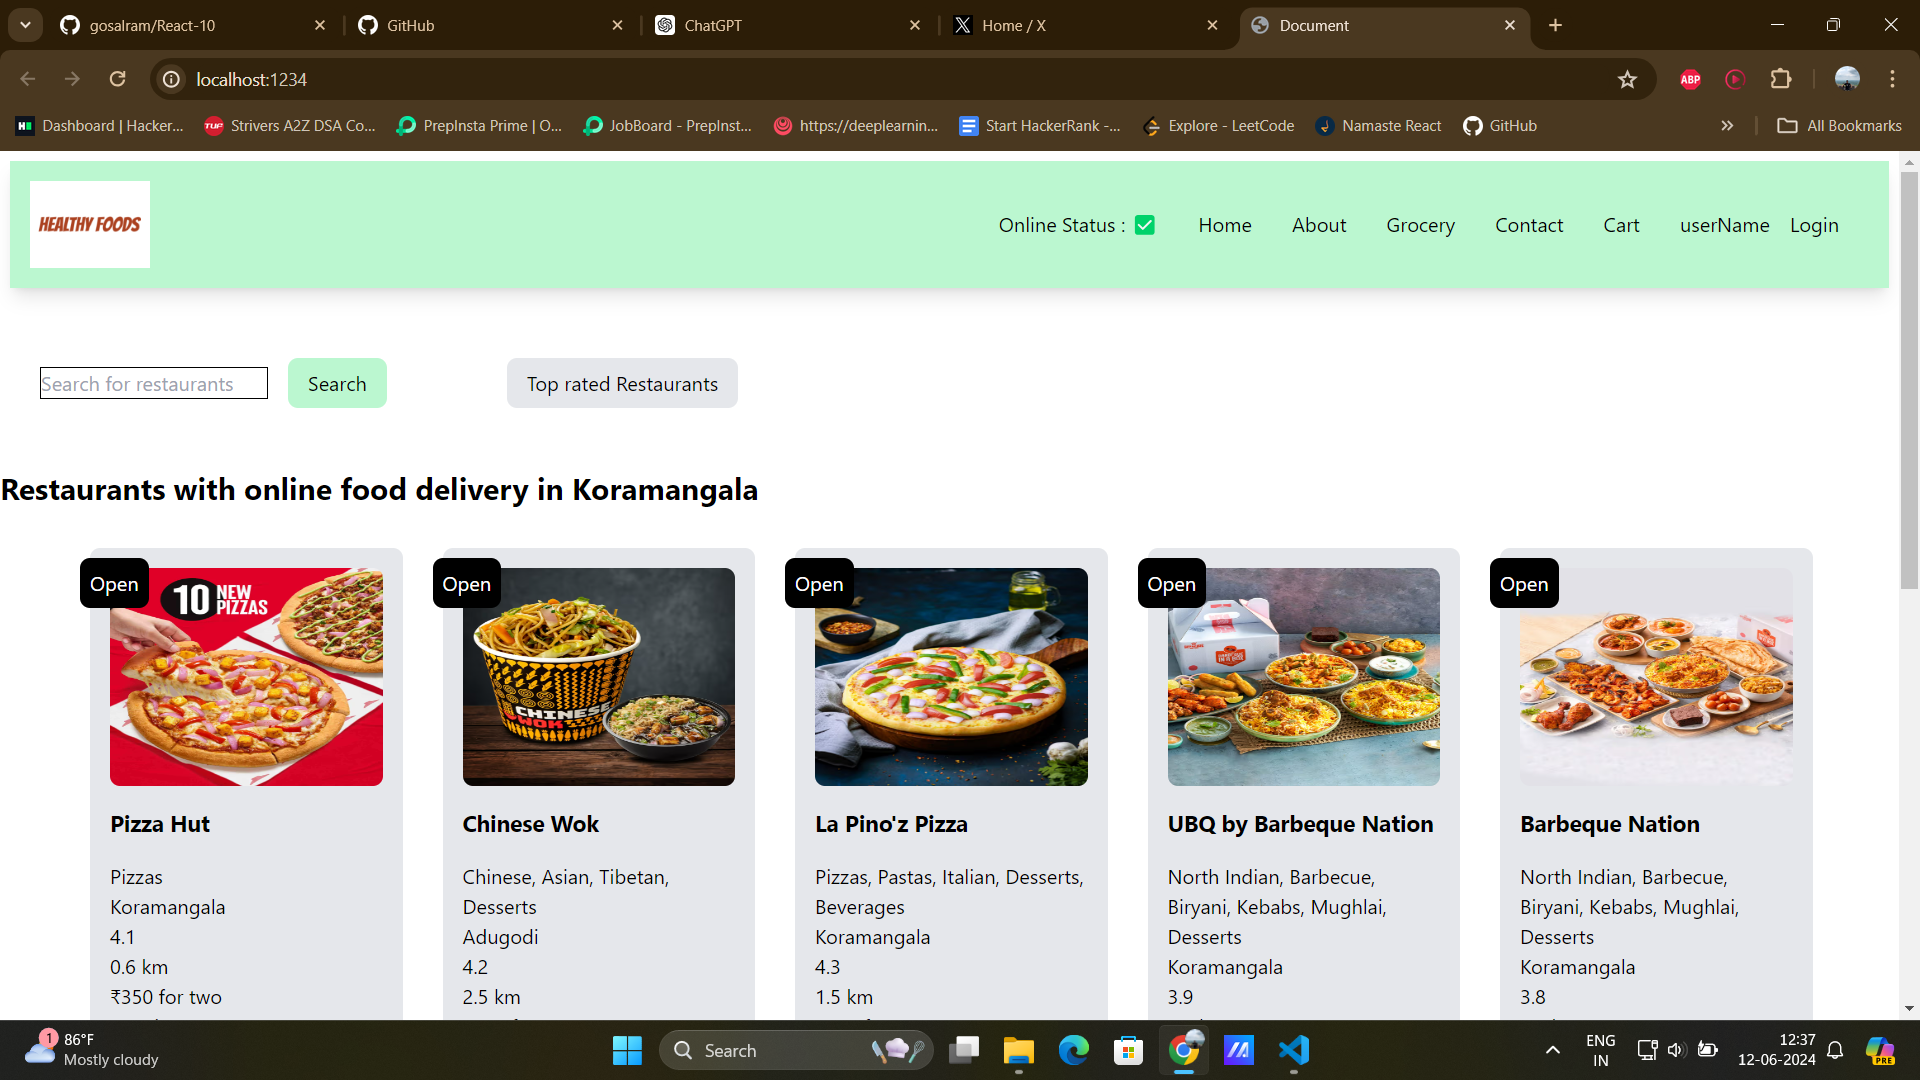 gosalram/React-10
GitHub
ChatGPT
Home / X
Document
localhost:1234
ABP
Dashboard | Hacker...
Strivers A2Z DSA Co...
PrepInsta Prime | O...
JobBoard - PrepInst...
https://deeplearnin...
Start HackerRank -...
Explore - LeetCode
Namaste React
GitHub
All Bookmarks
HEALTHY FOODS
Online Status : ✅
Home
About
Grocery
Contact
Cart
userName
Login
Search for restaurants
Search
Top rated Restaurants
Restaurants with online food delivery in Koramangala
Open
10 NEW PIZZAS
Pizza Hut
Pizzas
Koramangala
4.1
0.6 km
₹350 for two
Open
CHINESE
WOK
Chinese Wok
Chinese, Asian, Tibetan,
Desserts
Adugodi
4.2
2.5 km
Open
La Pino'z Pizza
Pizzas, Pastas, Italian, Desserts,
Beverages
Koramangala
4.3
1.5 km
Open
UBQ by Barbeque Nation
North Indian, Barbecue,
Biryani, Kebabs, Mughlai,
Desserts
Koramangala
3.9
Open
Barbeque Nation
North Indian, Barbecue,
Biryani, Kebabs, Mughlai,
Desserts
Koramangala
3.8
1
86°F
Mostly cloudy
Search
ENG
IN
12:37
12-06-2024
PRE